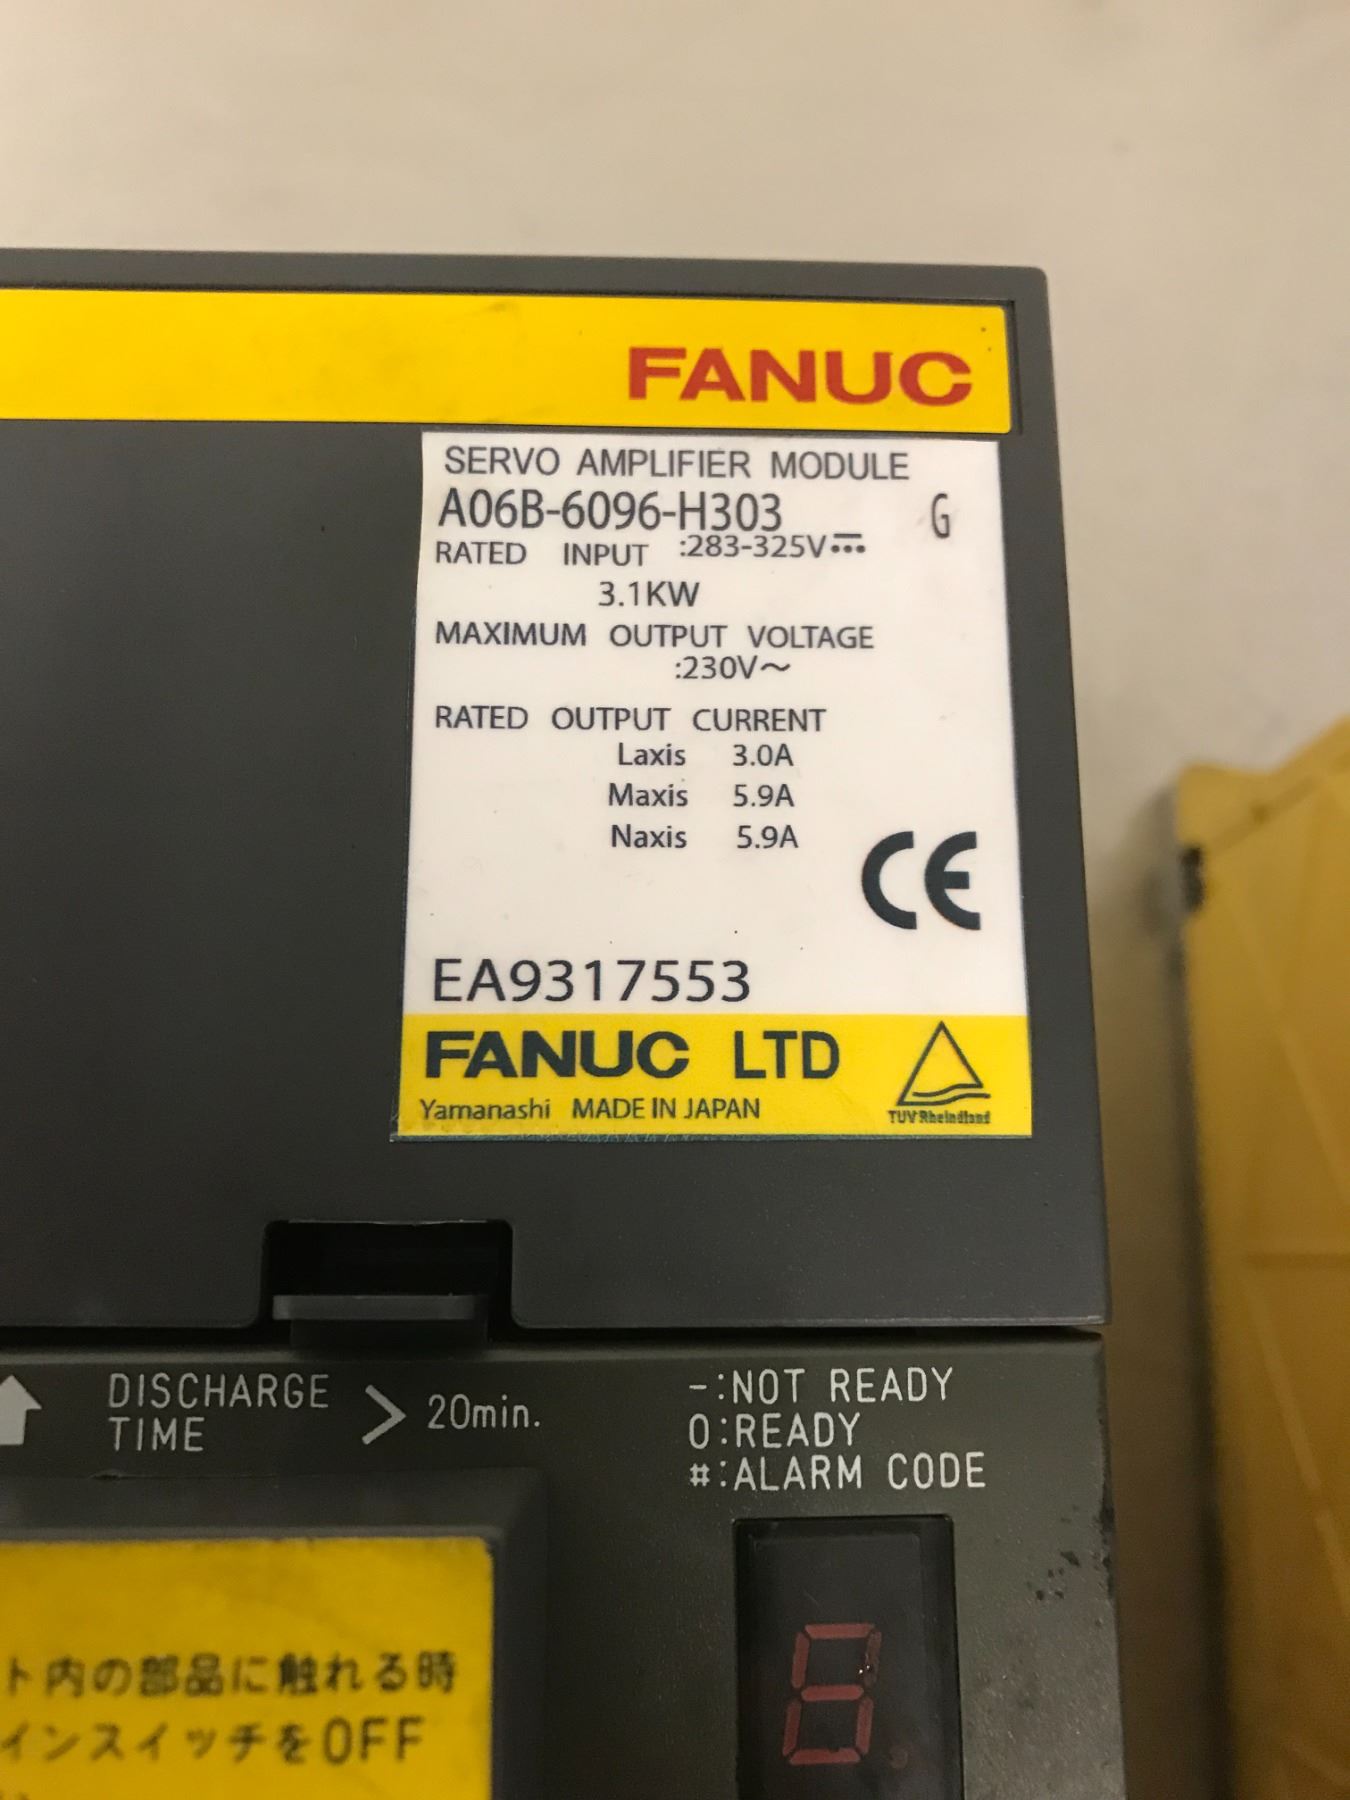 FANUC
SERVO AMPLIFIER MODULE
A06B-6096-H303 G
RATED INPUT :283-325V⎓
3.1KW
MAXIMUM OUTPUT VOLTAGE
:230V~
RATED OUTPUT CURRENT
Laxis 3.0A
Maxis 5.9A
Naxis 5.9A
CE
EA9317553
FANUC LTD
Yamanashi MADE IN JAPAN
TUV Rheindland
DISCHARGE
TIME > 20min.
-:NOT READY
0:READY
#:ALARM CODE
8
ト内の部品に触れる時
インスイッチをOFF